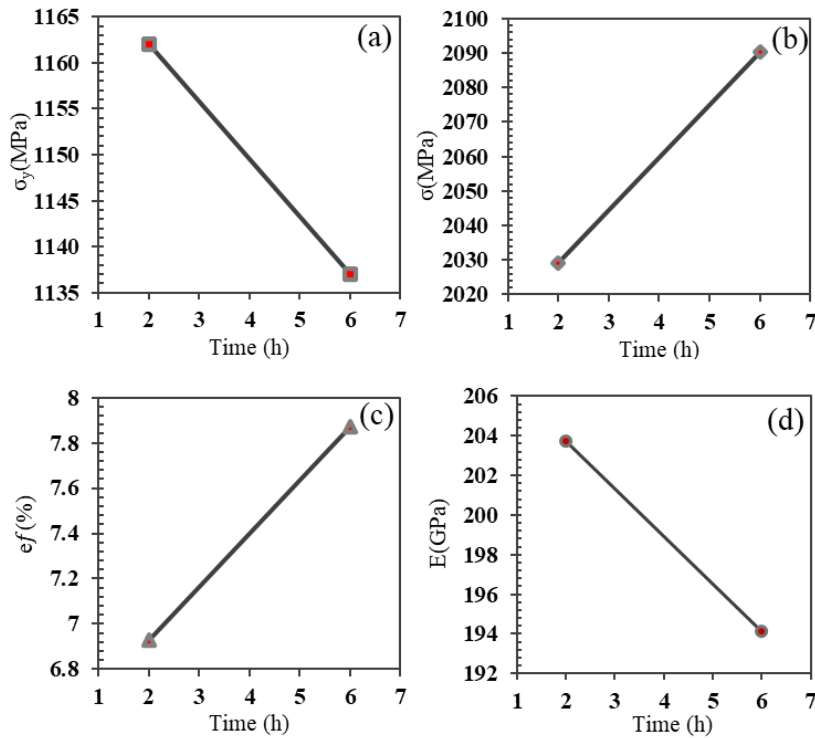 (a)
σy(MPa)
1165
1160
1155
1150
1145
1140
1135
1 2 3 4 5 6 7
Time (h)
(b)
σ(MPa)
2100
2090
2080
2070
2060
2050
2040
2030
2020
1 2 3 4 5 6 7
Time (h)
(c)
ef(%)
8
7.8
7.6
7.4
7.2
7
6.8
1 2 3 4 5 6 7
Time (h)
(d)
E(GPa)
206
204
202
200
198
196
194
192
1 2 3 4 5 6 7
Time (h)